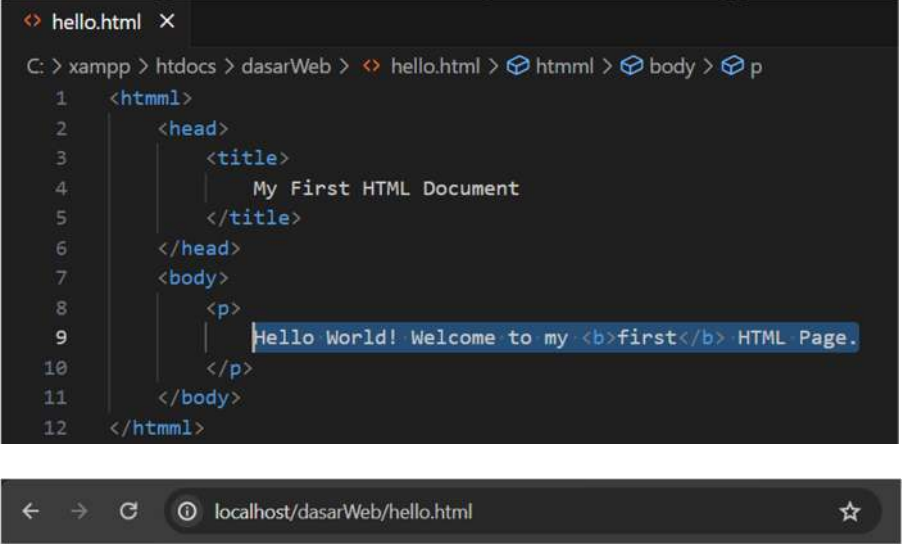 hello.html
C: > xampp > htdocs > dasarWeb > hello.html > htmml > body > p
1 <htmml>
2 <head>
3 <title>
4 My First HTML Document
5 </title>
6 </head>
7 <body>
8 <p>
9 Hello World! Welcome to my <b>first</b> HTML Page.
10 </p>
11 </body>
12 </htmml>
localhost/dasarWeb/hello.html